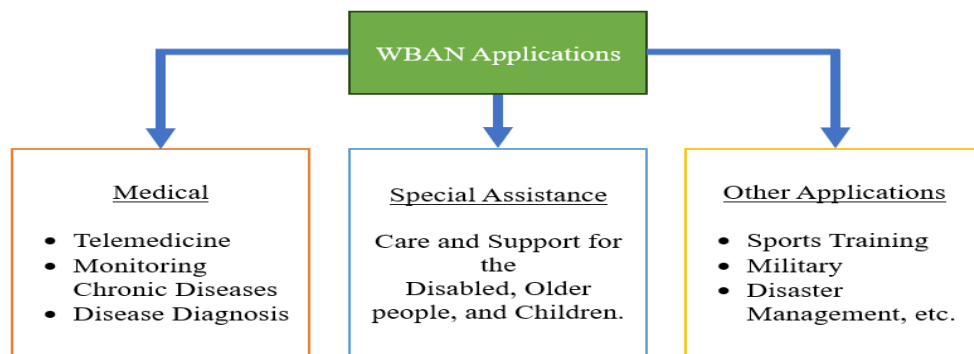 WBAN Applications
Medical
• Telemedicine
• Monitoring
Chronic Diseases
• Disease Diagnosis
Special Assistance
Care and Support for
the
Disabled, Older
people, and Children.
Other Applications
• Sports Training
• Military
• Disaster
Management, etc.